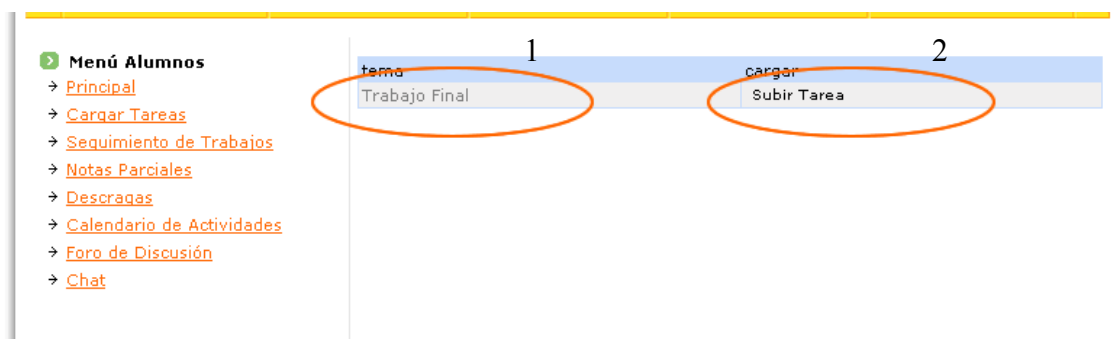 Menú Alumnos
Principal
Cargar Tareas
Seguimiento de Trabajos
Notas Parciales
Descragas
Calendario de Actividades
Foro de Discusión
Chat
1 2
tema cargar
Trabajo Final Subir Tarea